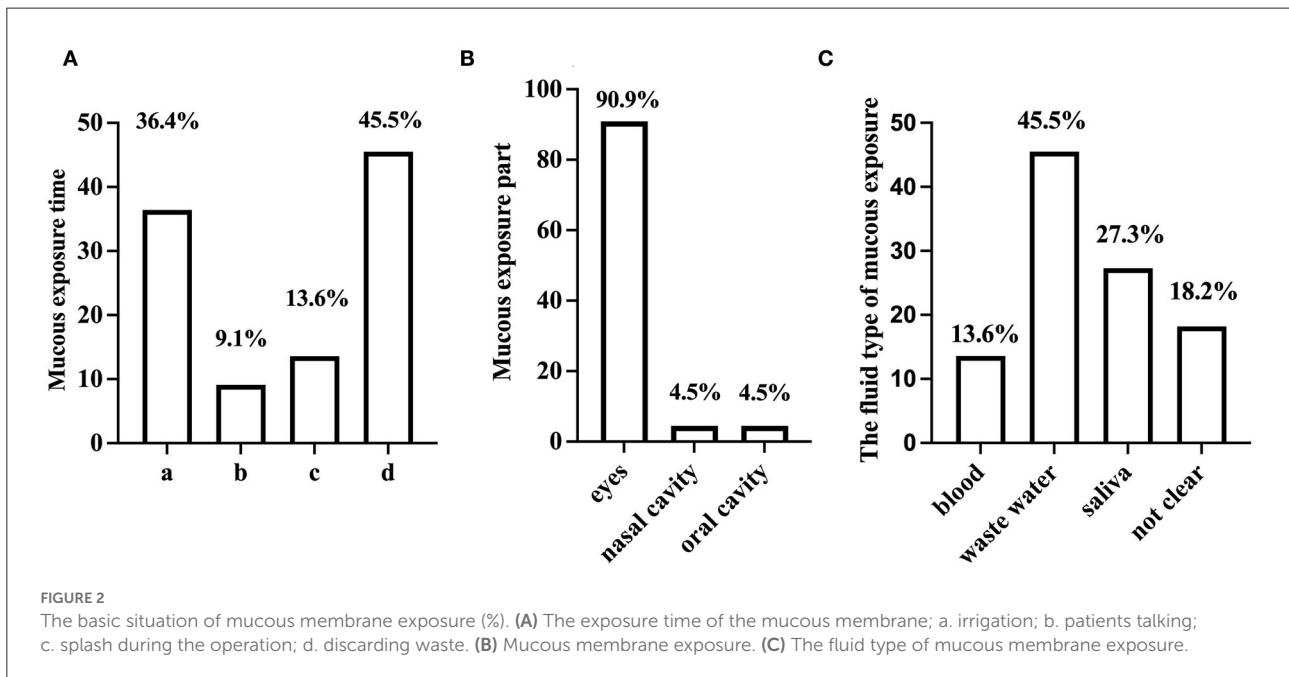 A
Mucous exposure time
50
40
30
20
10
0
36.4%
9.1%
13.6%
45.5%
a
b
c
d
B
Mucous exposure part
100
80
60
40
20
0
90.9%
4.5%
4.5%
eyes
nasal cavity
oral cavity
C
The fluid type of mucous exposure
50
40
30
20
10
0
13.6%
45.5%
27.3%
18.2%
blood
waste water
saliva
not clear
FIGURE 2
The basic situation of mucous membrane exposure (%). (A) The exposure time of the mucous membrane; a. irrigation; b. patients talking;
c. splash during the operation; d. discarding waste. (B) Mucous membrane exposure. (C) The fluid type of mucous membrane exposure.